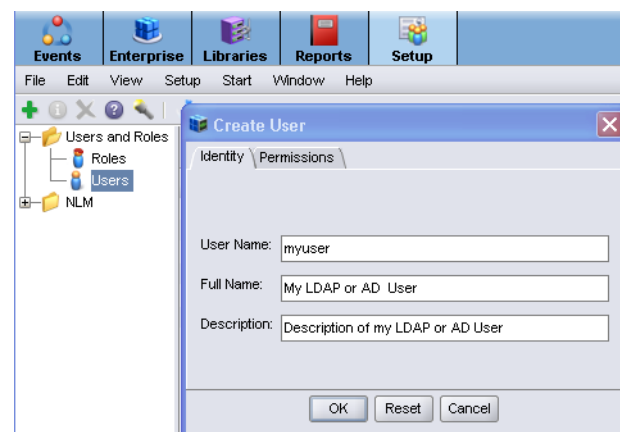 Events Enterprise Libraries Reports Setup
File Edit View Setup Start Window Help
Create User
Users and Roles
Roles
Users
NLM
Identity Permissions
User Name: myuser
Full Name: My LDAP or AD User
Description: Description of my LDAP or AD User
OK Reset Cancel